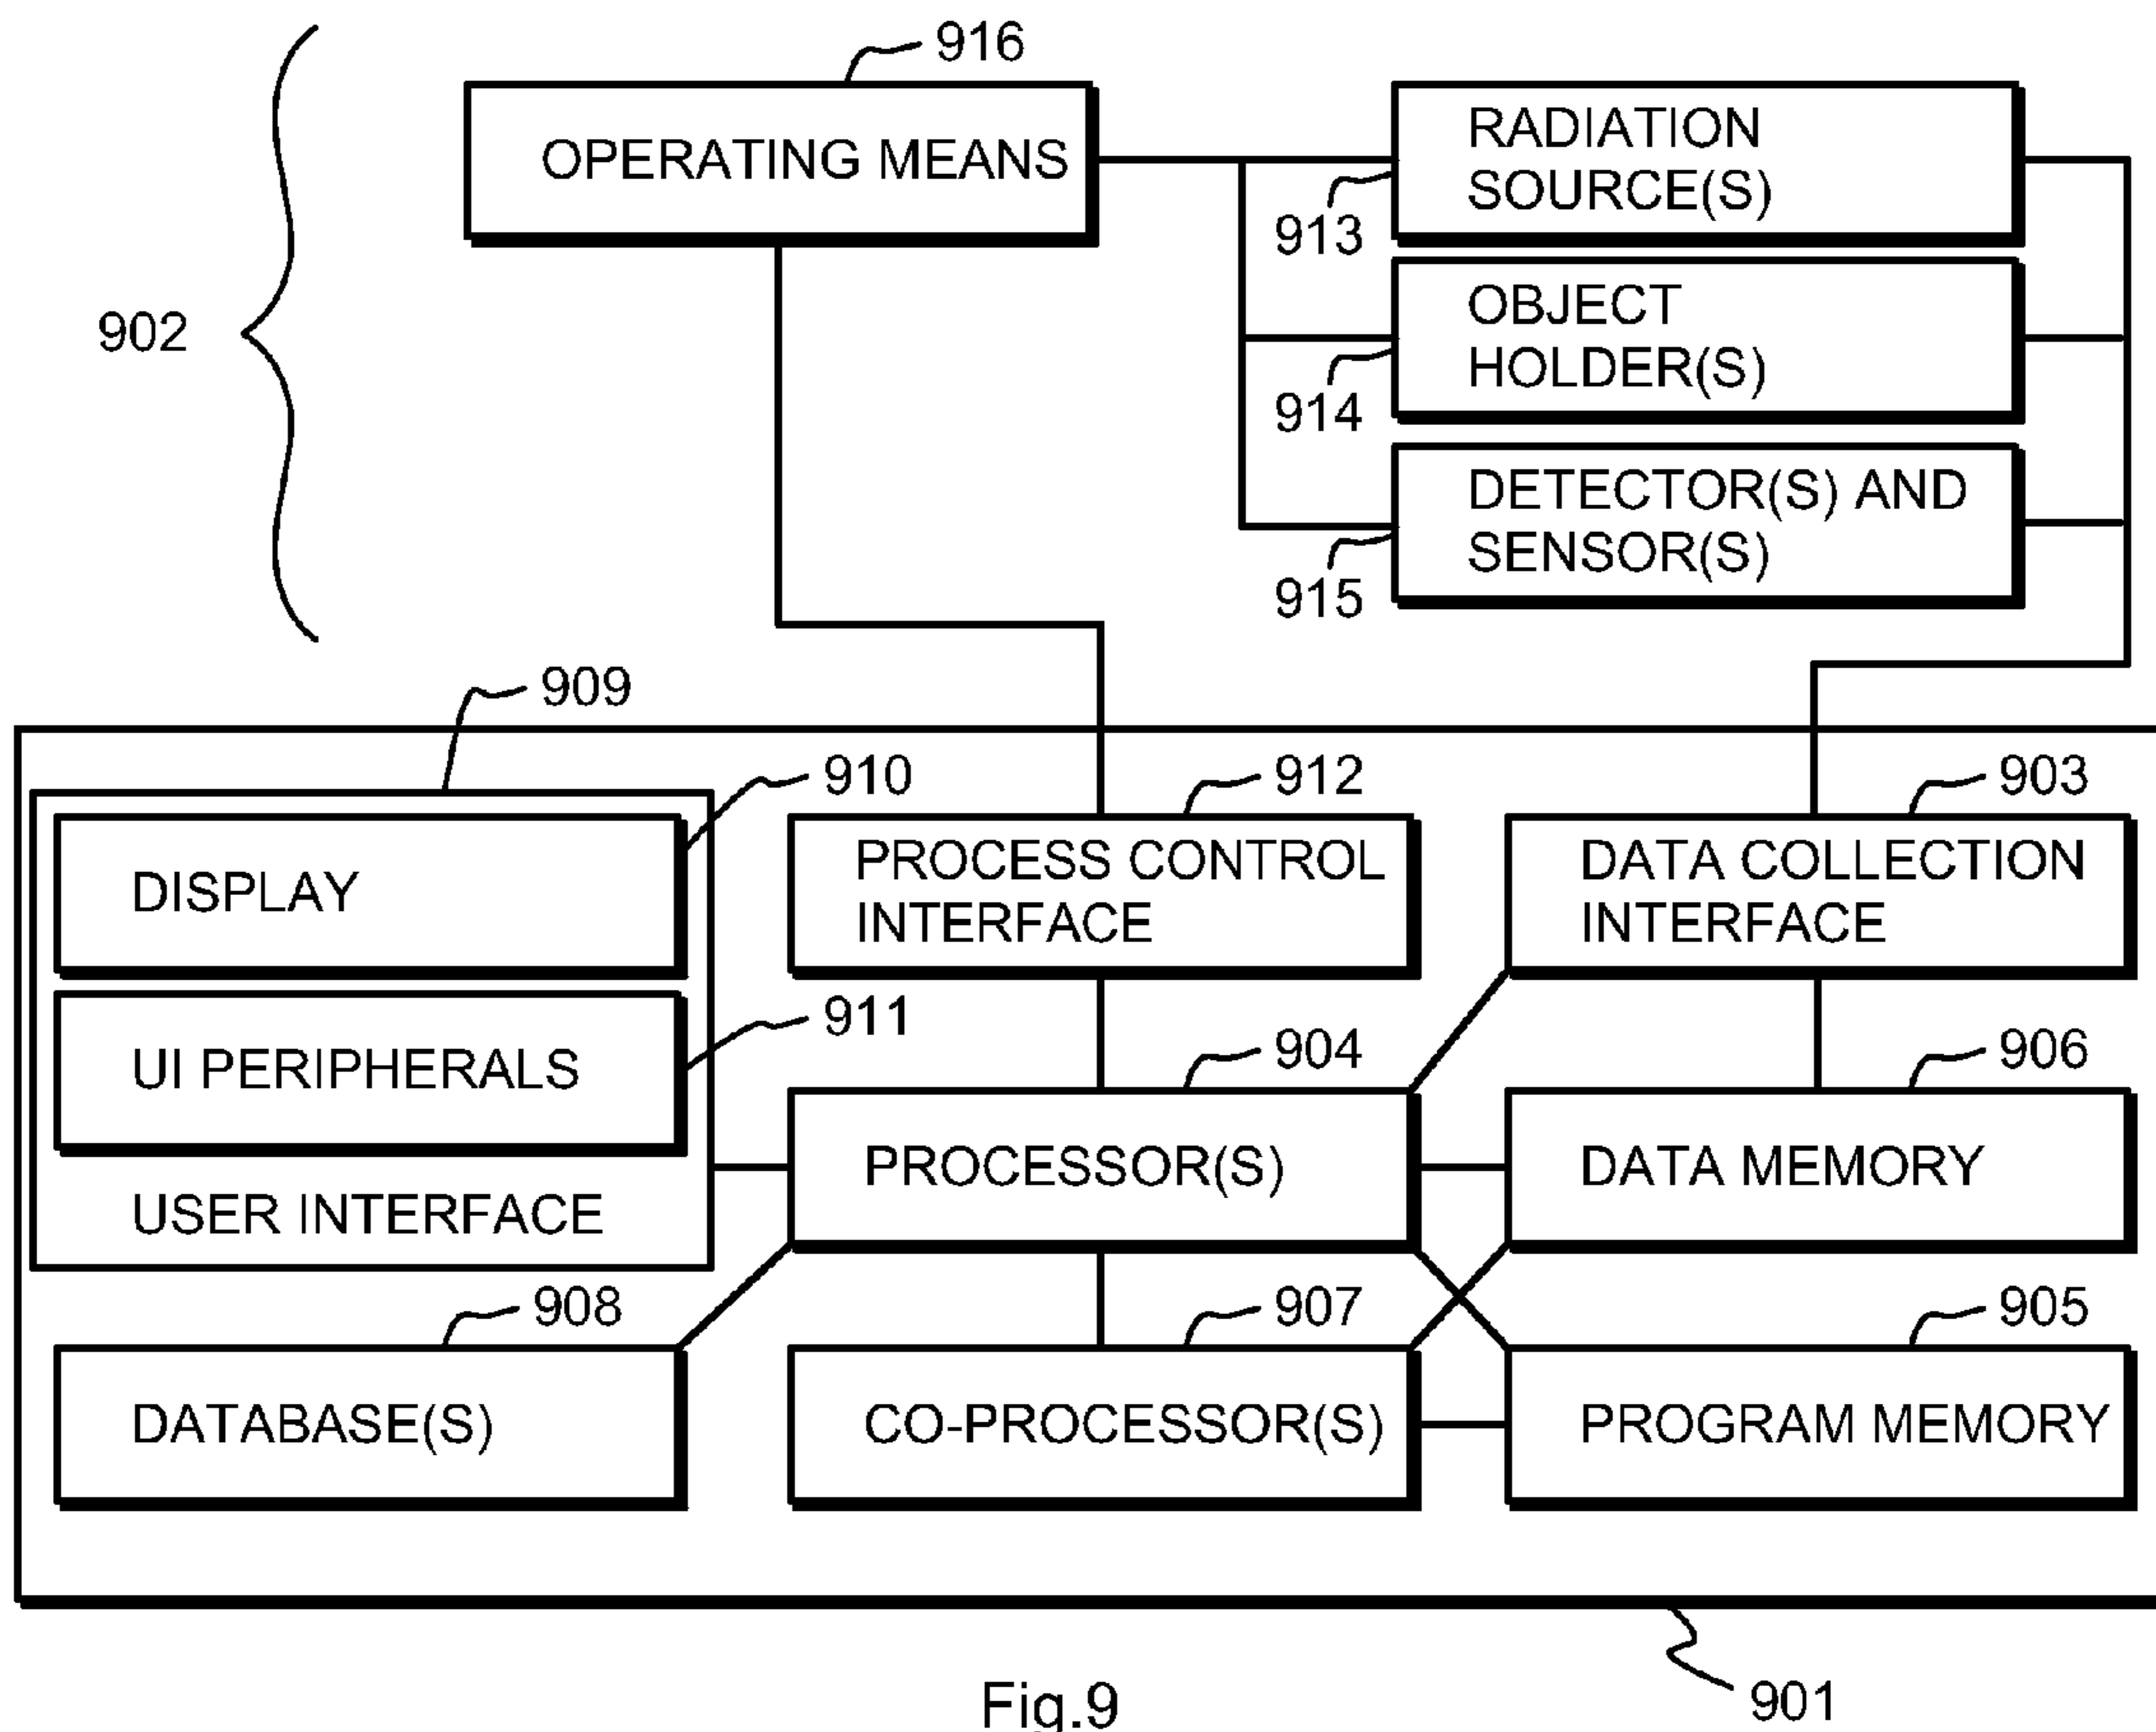 916
OPERATING MEANS
RADIATION
SOURCE(S)
913
OBJECT
HOLDER(S)
914
DETECTOR(S) AND
SENSOR(S)
915
902
909
910
912
903
DISPLAY
PROCESS CONTROL
INTERFACE
DATA COLLECTION
INTERFACE
911
904
906
UI PERIPHERALS
PROCESSOR(S)
DATA MEMORY
USER INTERFACE
908
907
905
DATABASE(S)
CO-PROCESSOR(S)
PROGRAM MEMORY
901
Fig.9